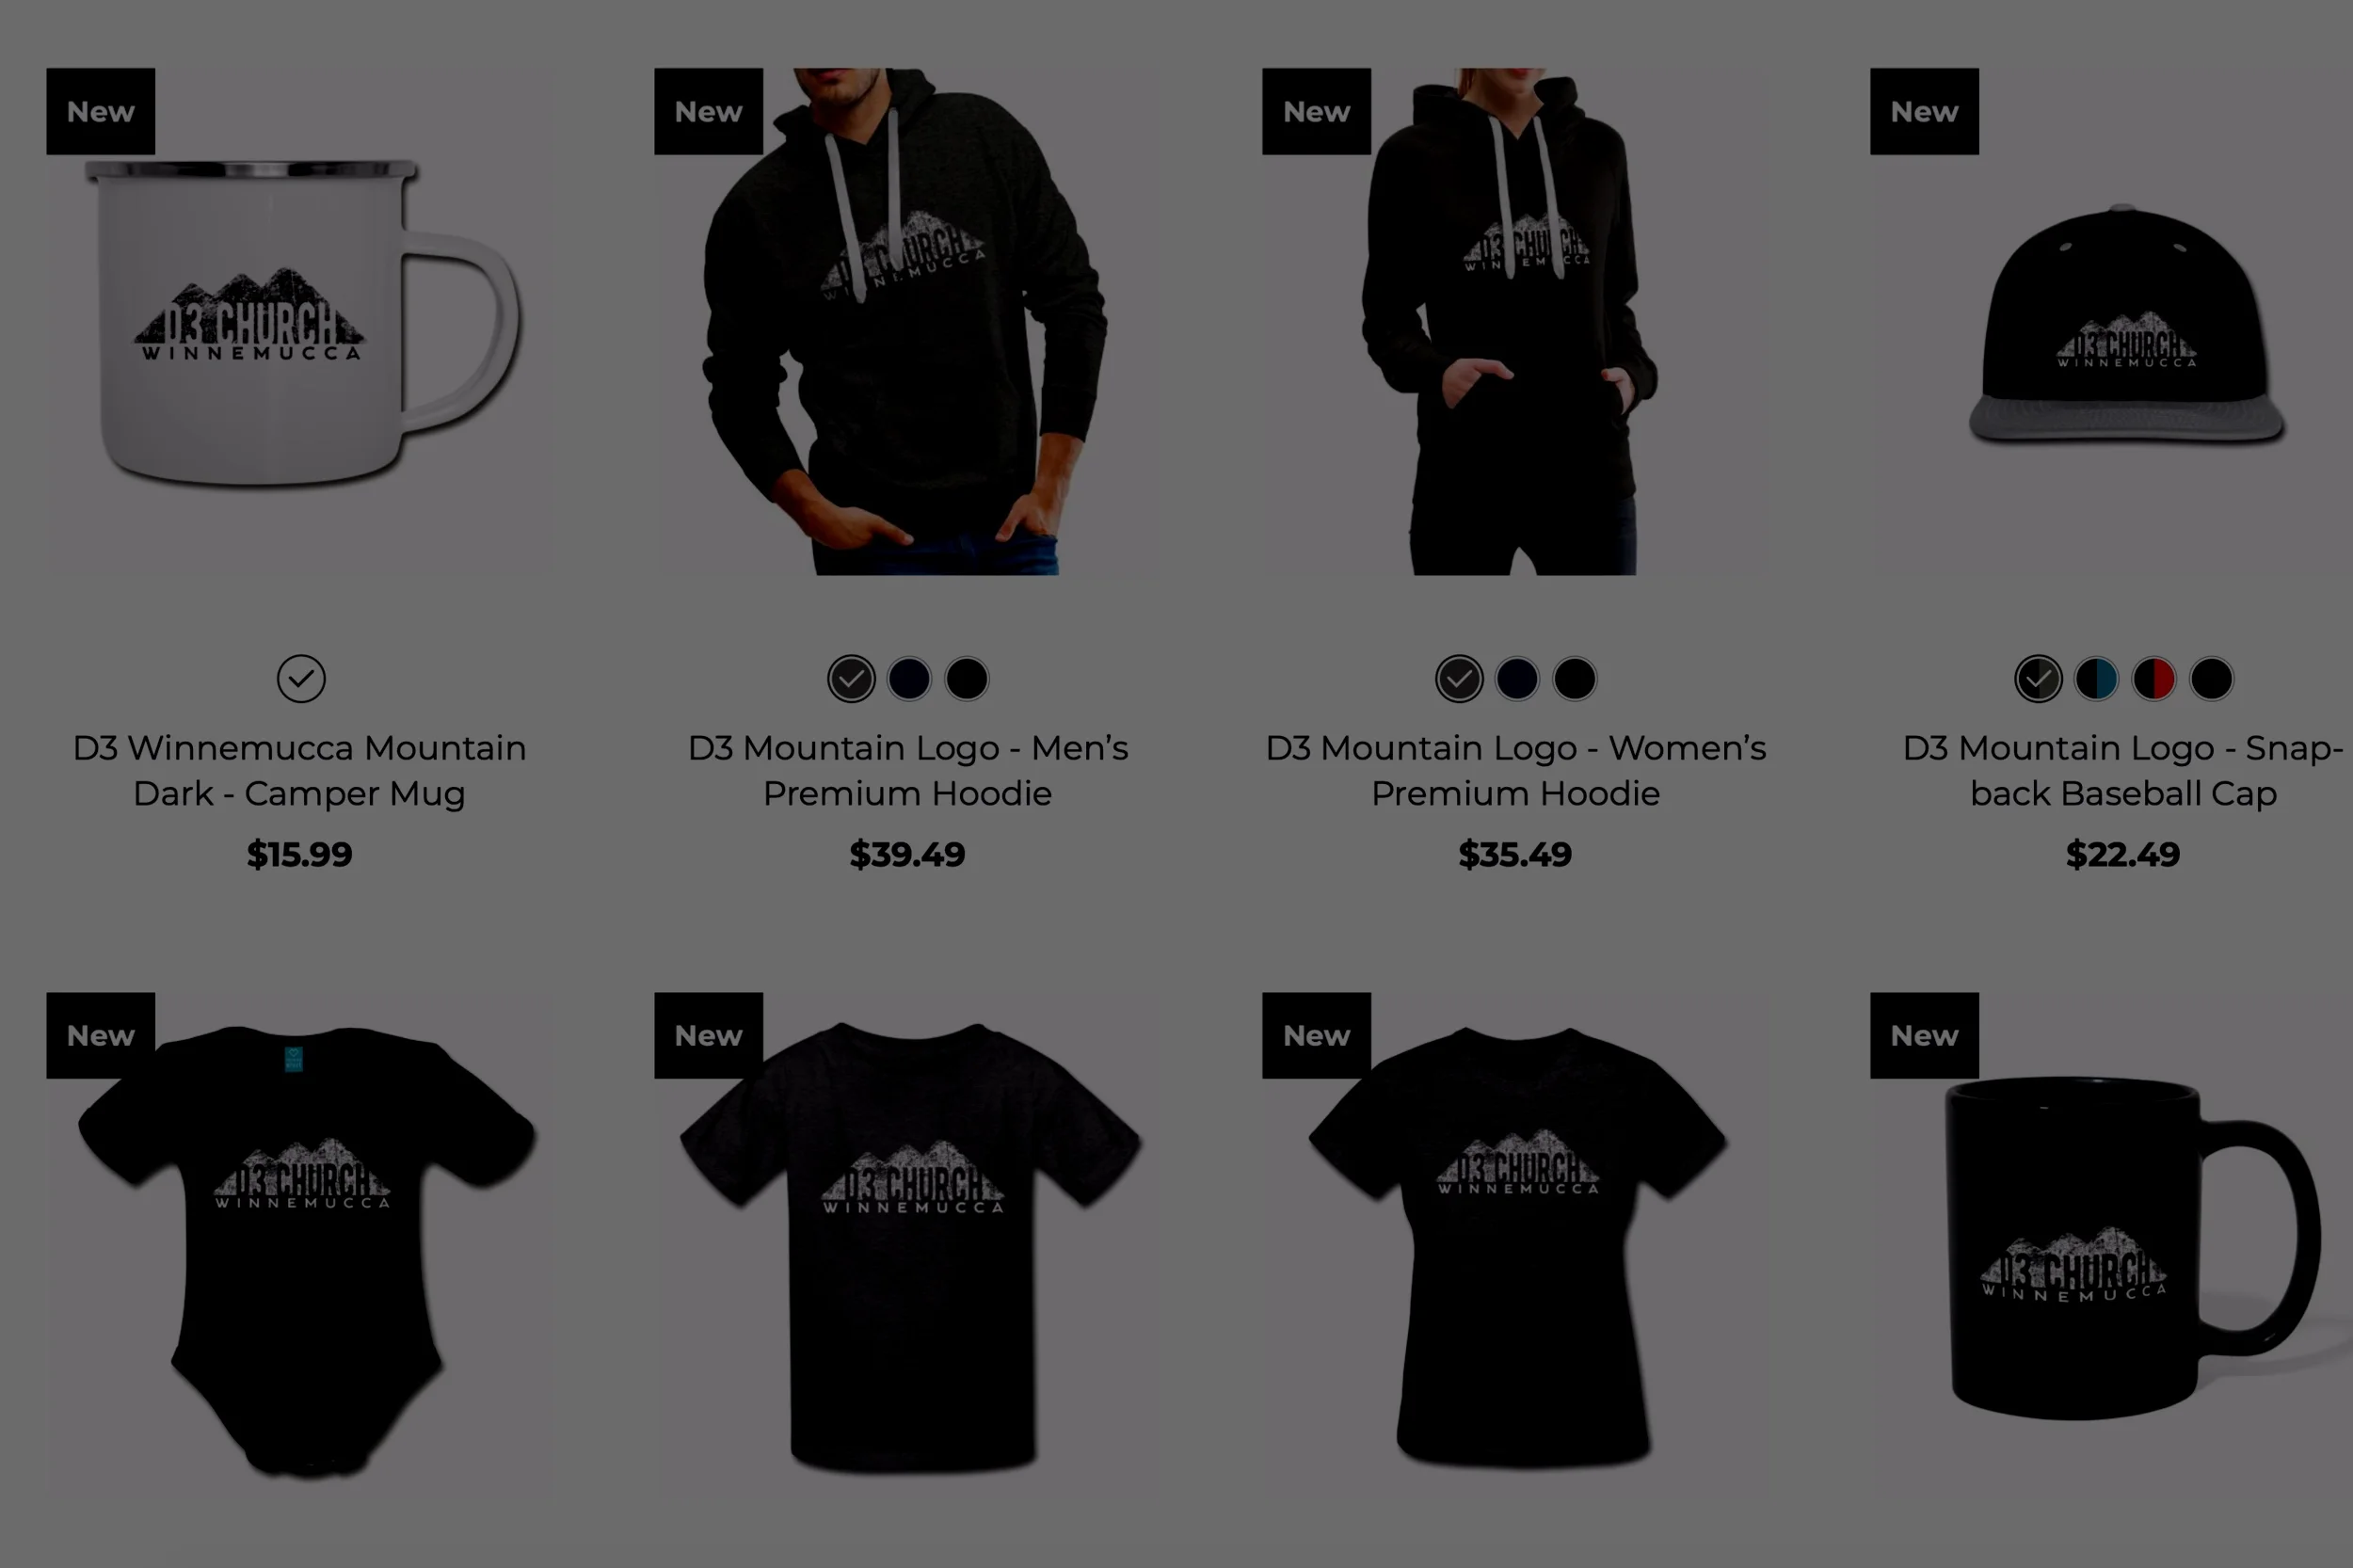 New
New
New
New
D3 CHURCH
WINNEMUCCA
CHURCH
D3 CHURCH
D3 CHURCH
WINNEMUCCA
D3 Winnemucca Mountain
Dark - Camper Mug
$15.99
D3 Mountain Logo - Men’s
Premium Hoodie
$39.49
D3 Mountain Logo - Women’s
Premium Hoodie
$35.49
D3 Mountain Logo - Snap-
back Baseball Cap
$22.49
New
New
New
New
D3 CHURCH
WINNEMUCCA
D3 CHURCH
WINNEMUCCA
D3 CHURCH
WINNEMUCCA
D3 CHURCH
WINNEMUCCA